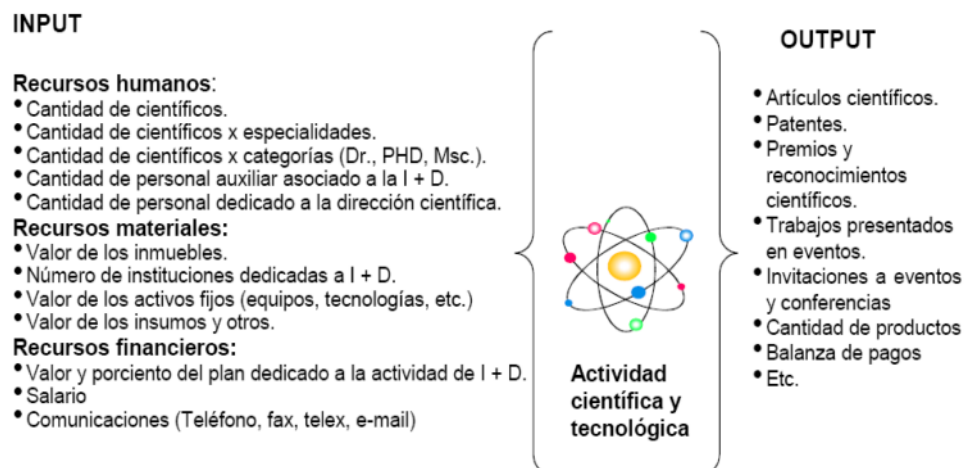 INPUT
Recursos humanos:
• Cantidad de científicos.
• Cantidad de científicos x especialidades.
• Cantidad de científicos x categorías (Dr., PHD, Msc.).
• Cantidad de personal auxiliar asociado a la I + D.
• Cantidad de personal dedicado a la dirección científica.
Recursos materiales:
• Valor de los inmuebles.
• Número de instituciones dedicadas a I + D.
• Valor de los activos fijos (equipos, tecnologías, etc.)
• Valor de los insumos y otros.
Recursos financieros:
• Valor y porciento del plan dedicado a la actividad de I + D.
• Salario
• Comunicaciones (Teléfono, fax, telex, e-mail)
Actividad
científica y
tecnológica
OUTPUT
• Artículos científicos.
• Patentes.
• Premios y
reconocimientos
científicos.
• Trabajos presentados
en eventos.
• Invitaciones a eventos
y conferencias
• Cantidad de productos
• Balanza de pagos
• Etc.